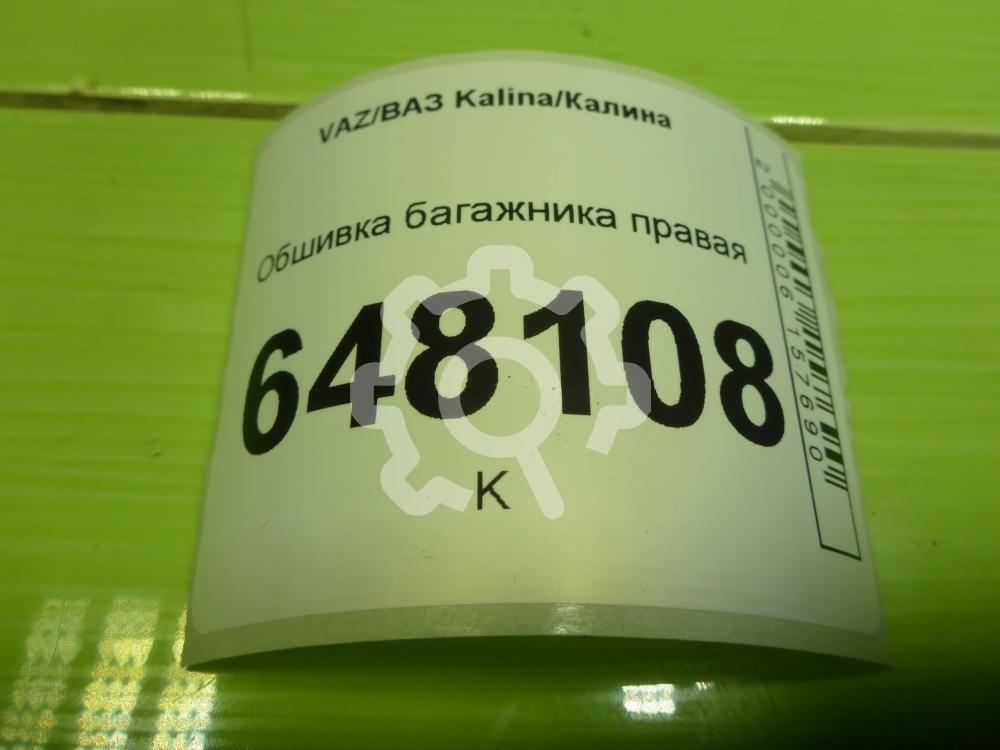 VAZ/ВАЗ Kalina/Калина
Обшивка багажника правая
648108
К
2000006157690